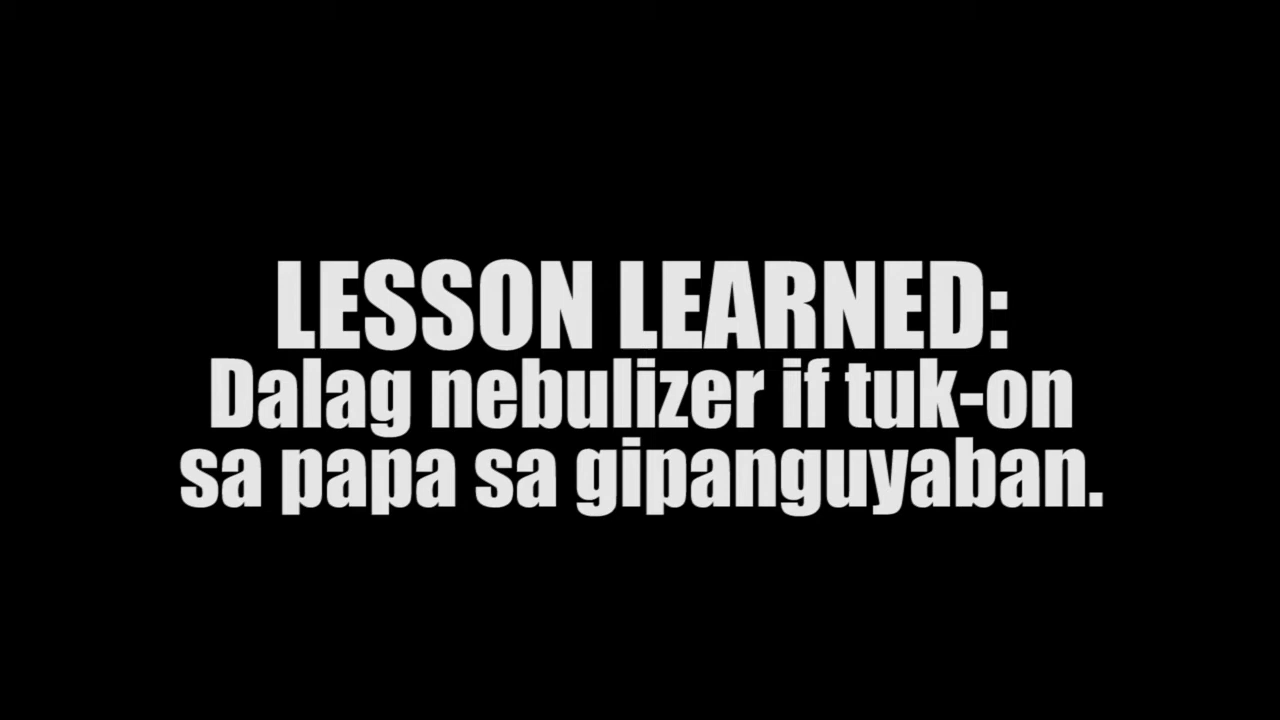 LESSON LEARNED:
Dalag nebulizer if tuk-on
sa papa sa gipanguyaban.